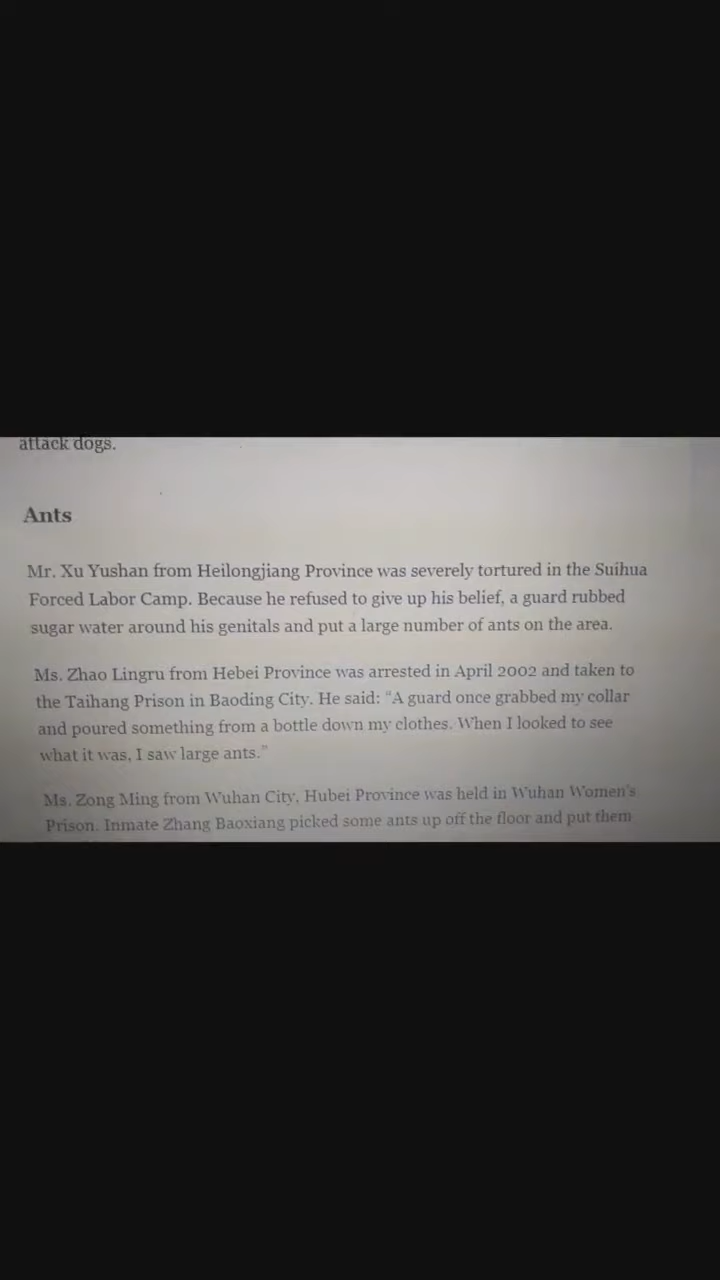 attack dogs.
Ants
Mr. Xu Yushan from Heilongjiang Province was severely tortured in the Suihua
Forced Labor Camp. Because he refused to give up his belief, a guard rubbed
sugar water around his genitals and put a large number of ants on the area.
Ms. Zhao Lingru from Hebei Province was arrested in April 2002 and taken to
the Taihang Prison in Baoding City. He said: “A guard once grabbed my collar
and poured something from a bottle down my clothes. When I looked to see
what it was, I saw large ants.”
Ms. Zong Ming from Wuhan City, Hubei Province was held in Wuhan Women’s
Prison. Inmate Zhang Baoxiang picked some ants up off the floor and put them